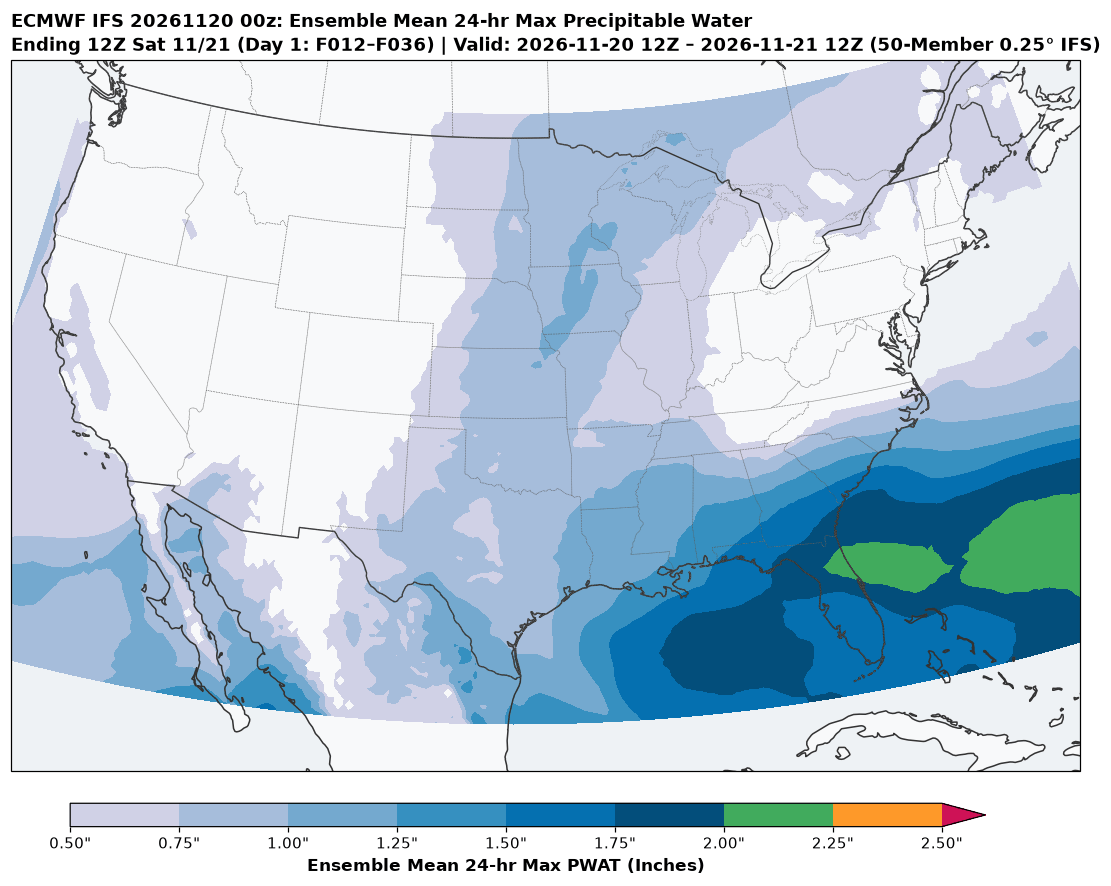 ECMWF IFS 20261120 00z: Ensemble Mean 24-hr Max Precipitable Water
Ending 12Z Sat 11/21 (Day 1: F012–F036) | Valid: 2026-11-20 12Z – 2026-11-21 12Z (50-Member 0.25° IFS)
0.50" 0.75" 1.00" 1.25" 1.50" 1.75" 2.00" 2.25" 2.50"
Ensemble Mean 24-hr Max PWAT (Inches)